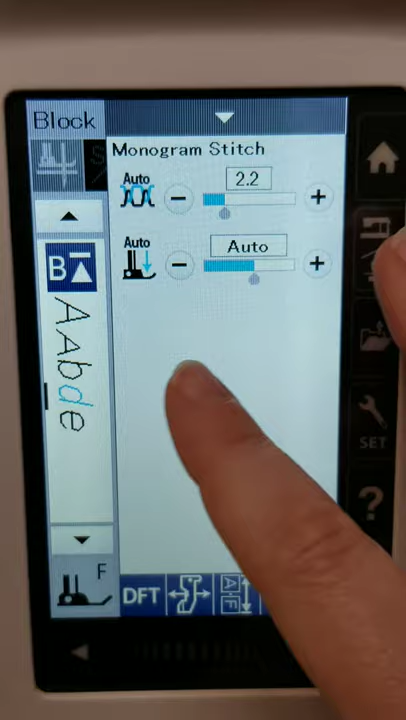 Block
S
Monogram Stitch
Auto
2.2
Auto
Auto
B
AAbde
F
DFT
A
F
SET
?